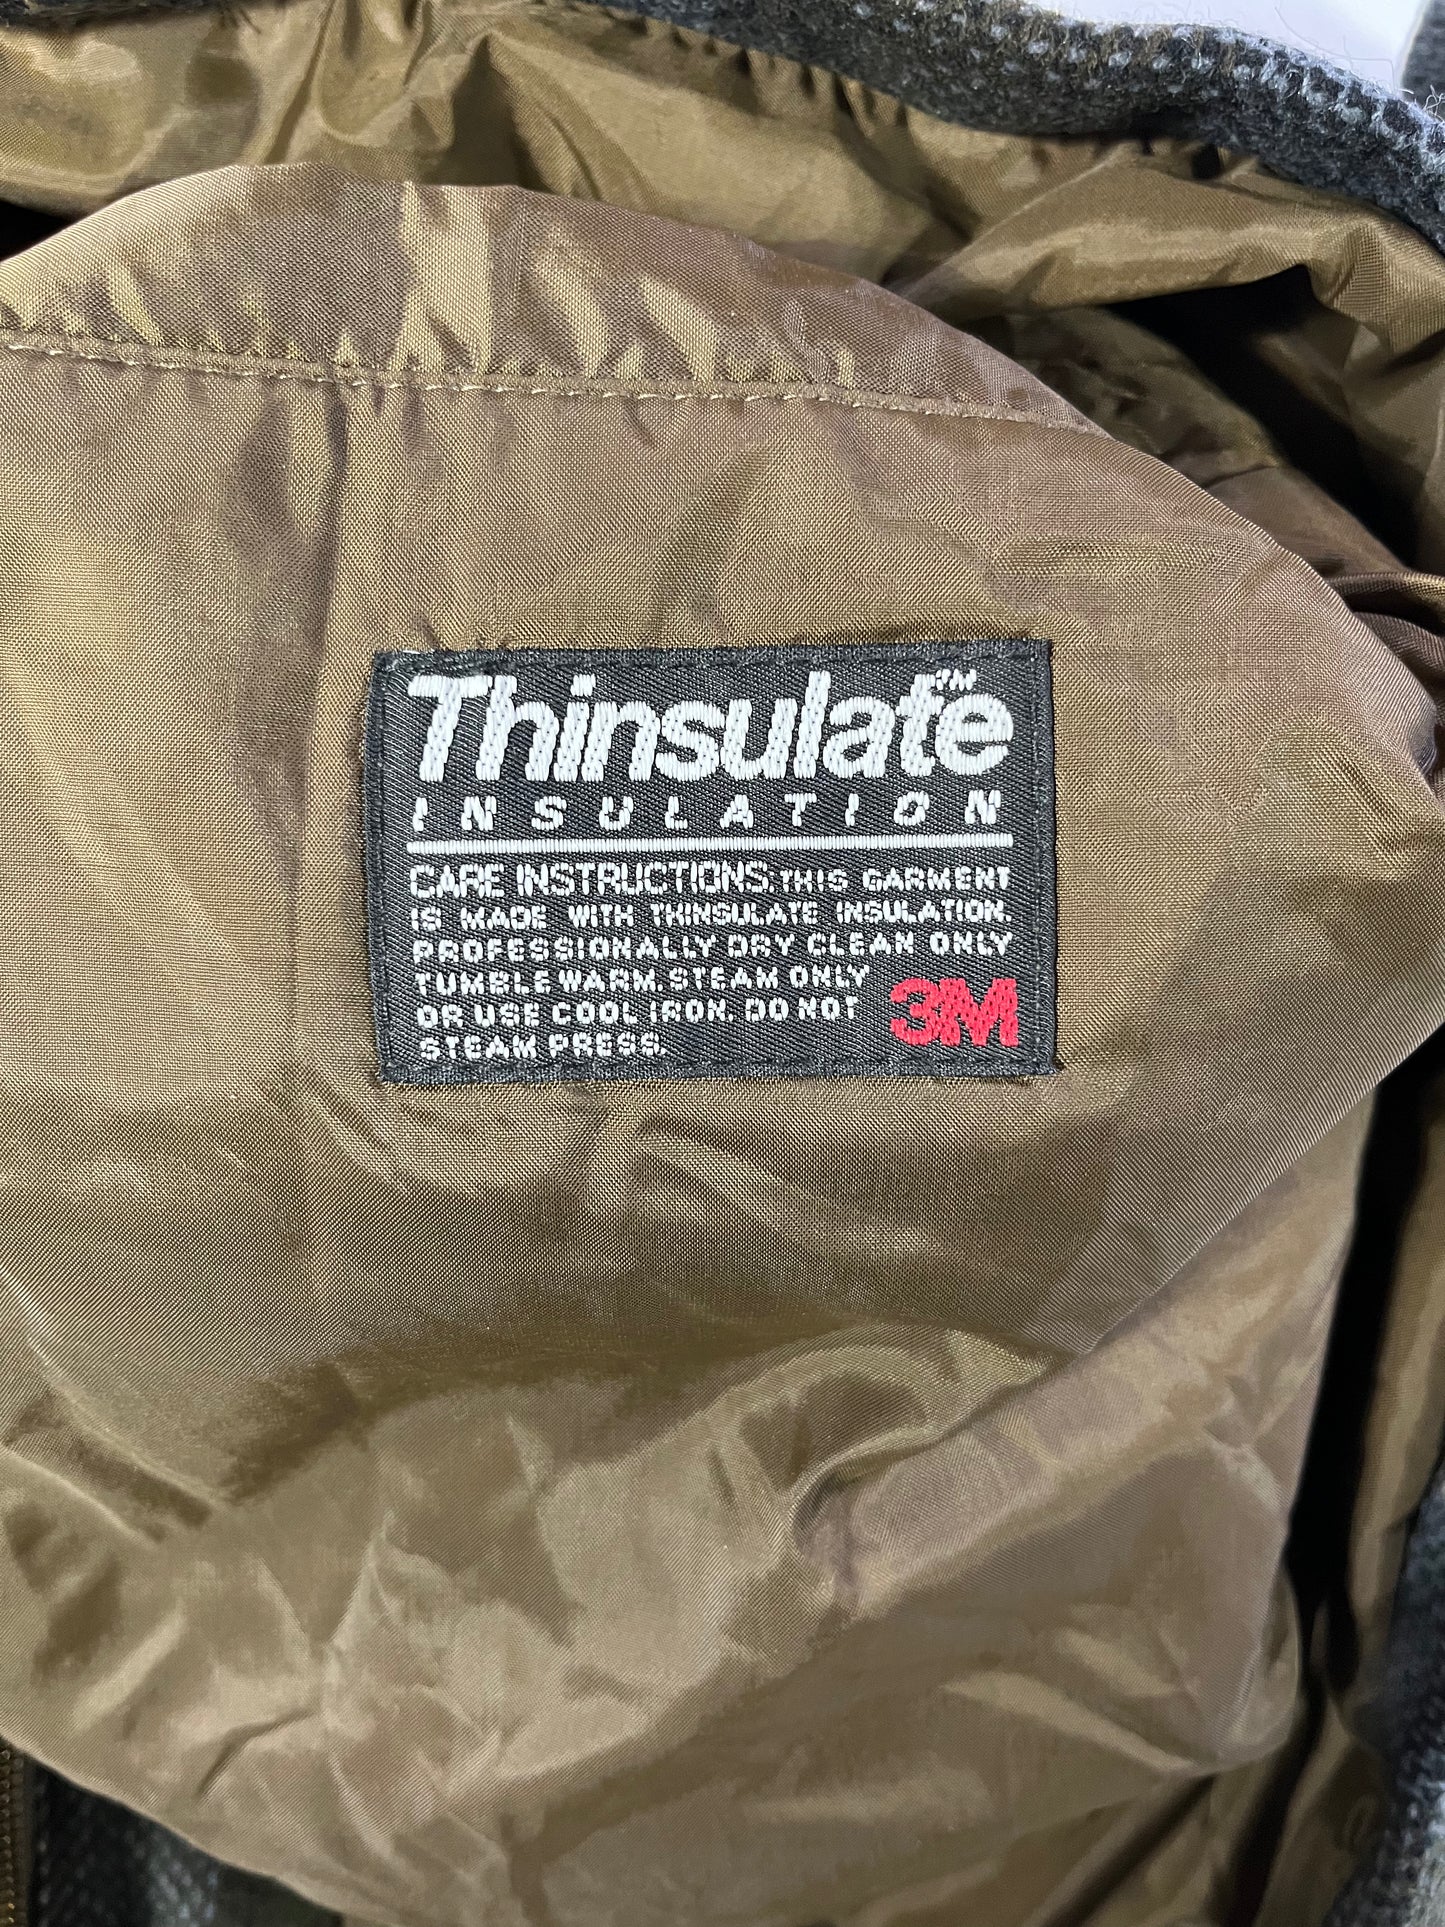 Thinsulate™
INSULATION
CARE INSTRUCTIONS: THIS GARMENT
IS MADE WITH THINSULATE INSULATION.
PROFESSIONALLY DRY CLEAN ONLY
TUMBLE WARM. STEAM ONLY
OR USE COOL IRON. DO NOT
STEAM PRESS.
3M